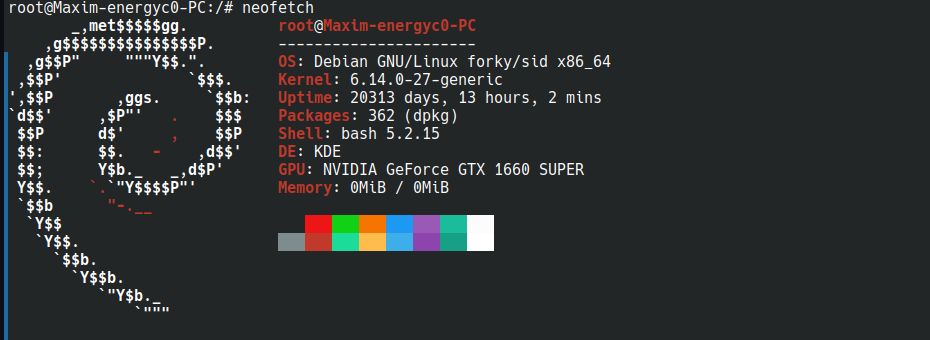 root@Maxim-energyc0-PC:/# neofetch
       _,met$$$$$gg.          root@Maxim-energyc0-PC
    ,g$$$$$$$$$$$$$$$P.       ----------------------
  ,g$$P"     """Y$$.".        OS: Debian GNU/Linux forky/sid x86_64
 ,$$P'              `$$$.     Kernel: 6.14.0-27-generic
',$$P       ,ggs.     `$$b:   Uptime: 20313 days, 13 hours, 2 mins
`d$$'     ,$P"'   .    $$$    Packages: 362 (dpkg)
 $$P      d$'     ,    $$P    Shell: bash 5.2.15
 $$:      $$.   -    ,d$$'    DE: KDE
 $$;      Y$b._   _,d$P'      GPU: NVIDIA GeForce GTX 1660 SUPER
 Y$$.    `.`"Y$$$$P"'         Memory: 0MiB / 0MiB
 `$$b      "-.__
  `Y$$
   `Y$$.
     `$$b.
       `Y$$b.
          `"Y$b._
              `"""